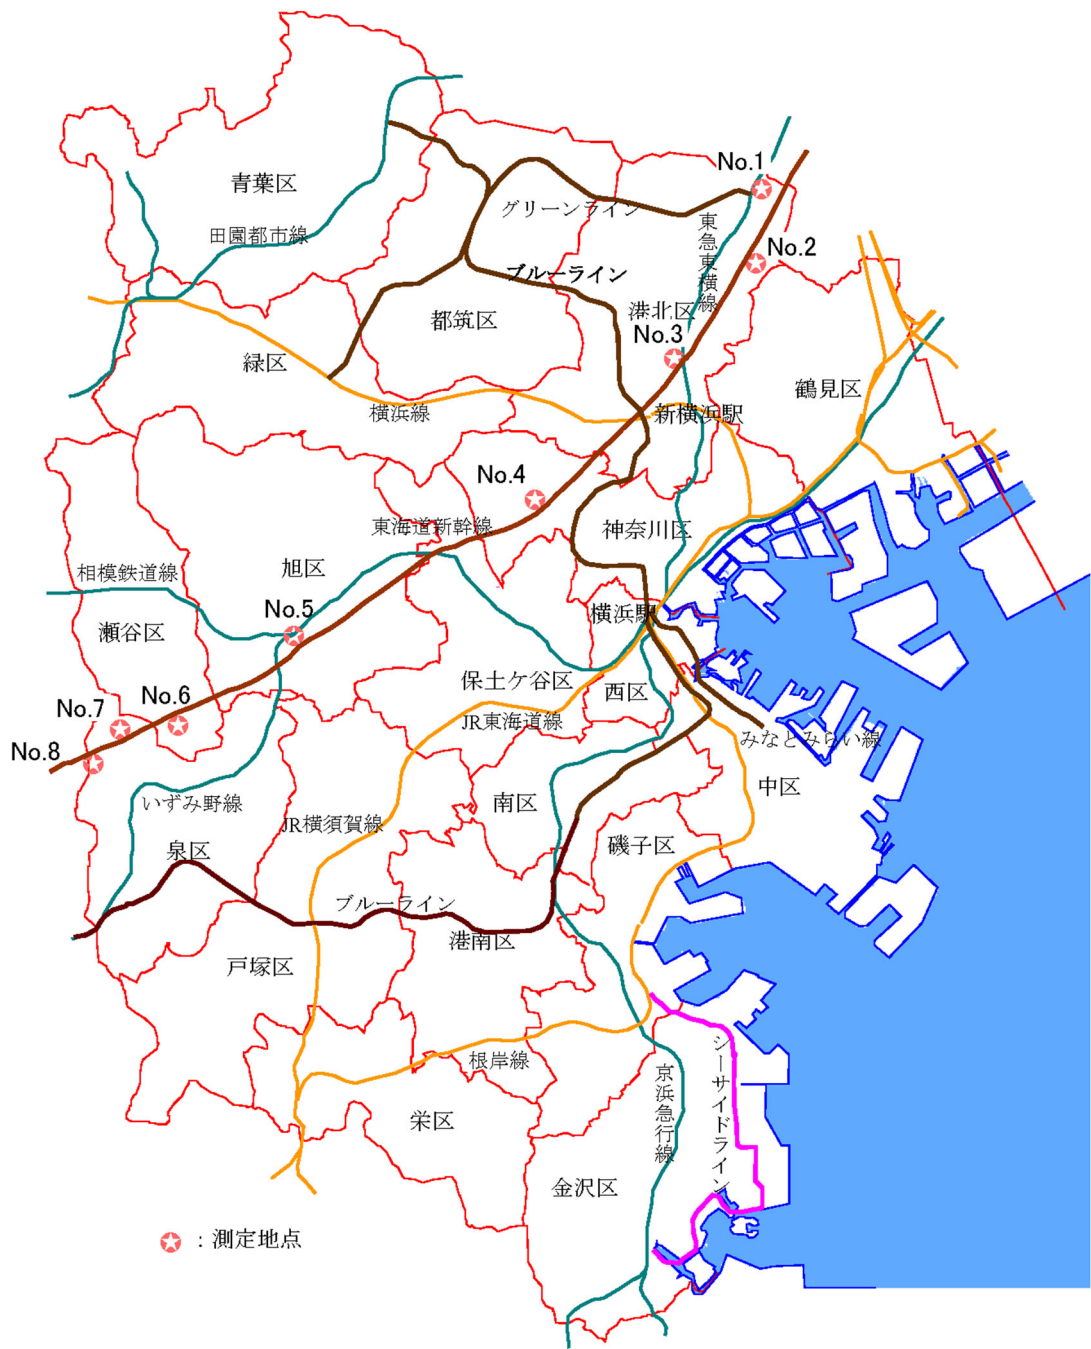 No.1
青葉区
グリーンライン
東急東横線
田園都市線
No.2
ブルーライン
港北区
都筑区
No.3
緑区
鶴見区
横浜線
新横浜駅
No.4
東海道新幹線
神奈川区
旭区
相模鉄道線
No.5
横浜駅
瀬谷区
保土ケ谷区
西区
No.6
No.7
JR東海道線
みなとみらい線
No.8
中区
いずみ野線
南区
JR横須賀線
磯子区
泉区
ブルーライン
港南区
戸塚区
シーサイドライン
根岸線
京浜急行線
栄区
金沢区
：測定地点